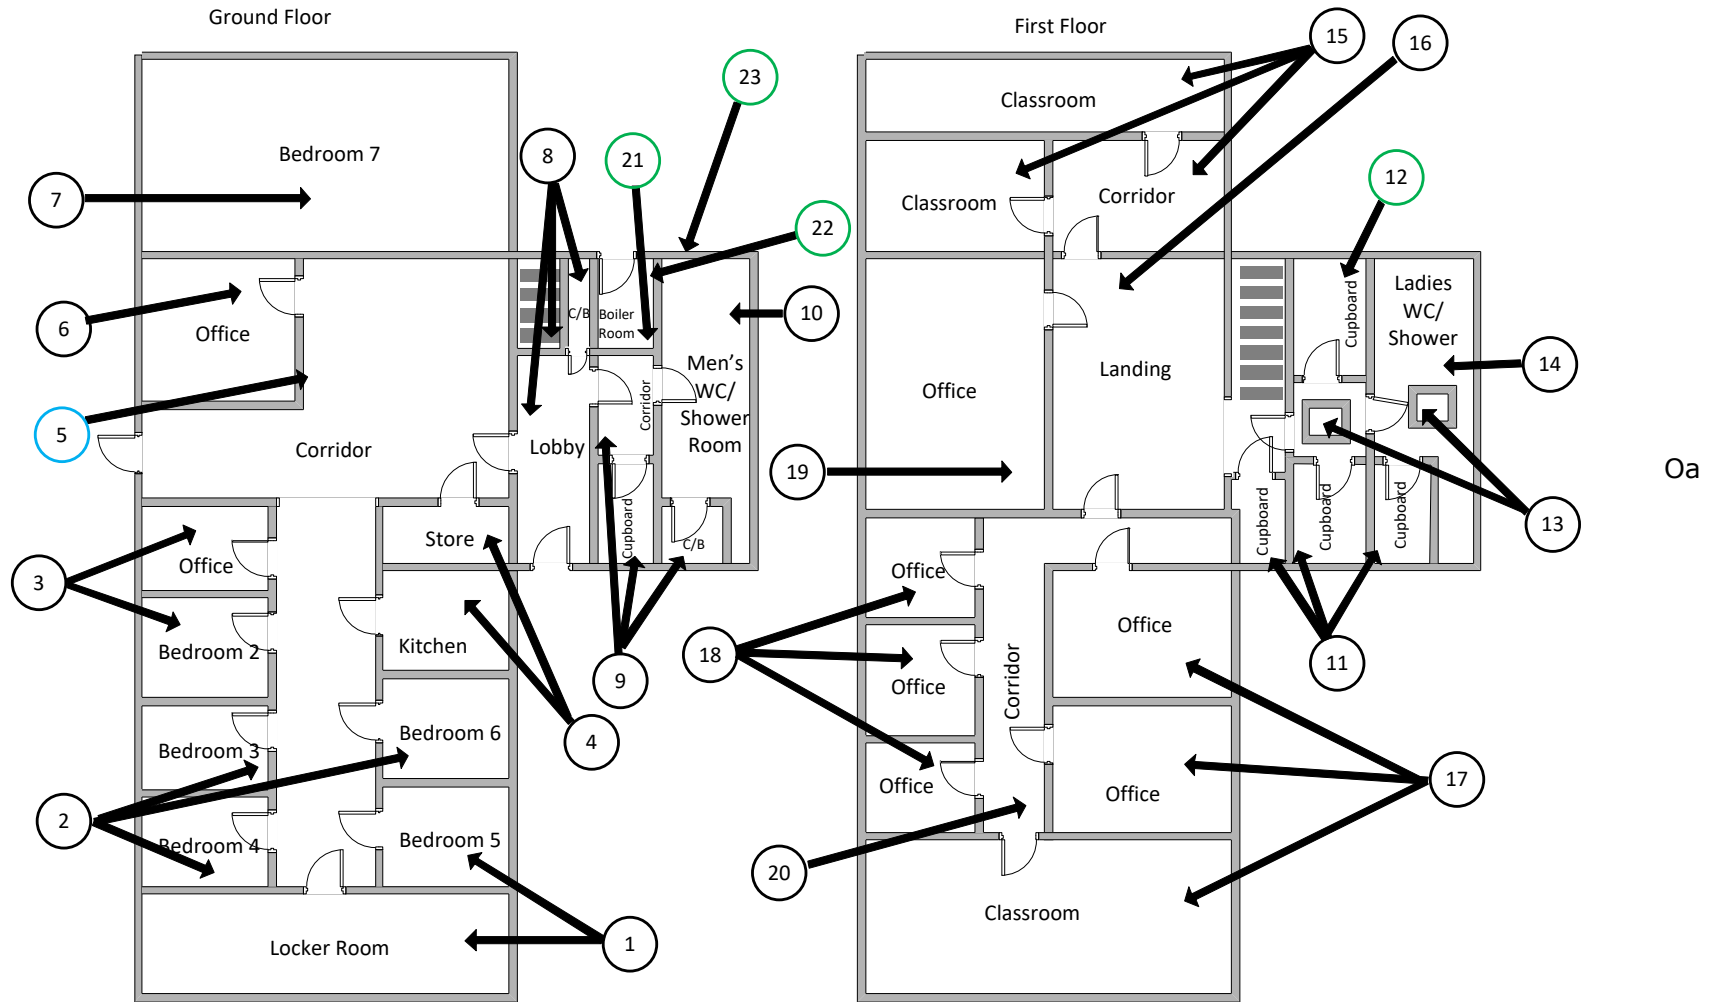 Ground Floor
First Floor
15
16
23
Classroom
8
21
Bedroom 7
12
7
Corridor
Classroom
22
6
Office
C/B
Boiler
Room
10
Cupboard
Ladies
WC/
Shower
14
Men's
WC/
Shower
Room
Corridor
Office
Landing
5
Corridor
Lobby
19
13
Oa
Store
Cupboard
C/B
Cupboard
Cupboard
Cupboard
3
Office
Bedroom 2
Kitchen
9
Office
18
Office
Corridor
Office
11
4
Bedroom 3
Bedroom 6
Office
Office
17
2
Bedroom 4
Bedroom 5
20
Locker Room
1
Classroom